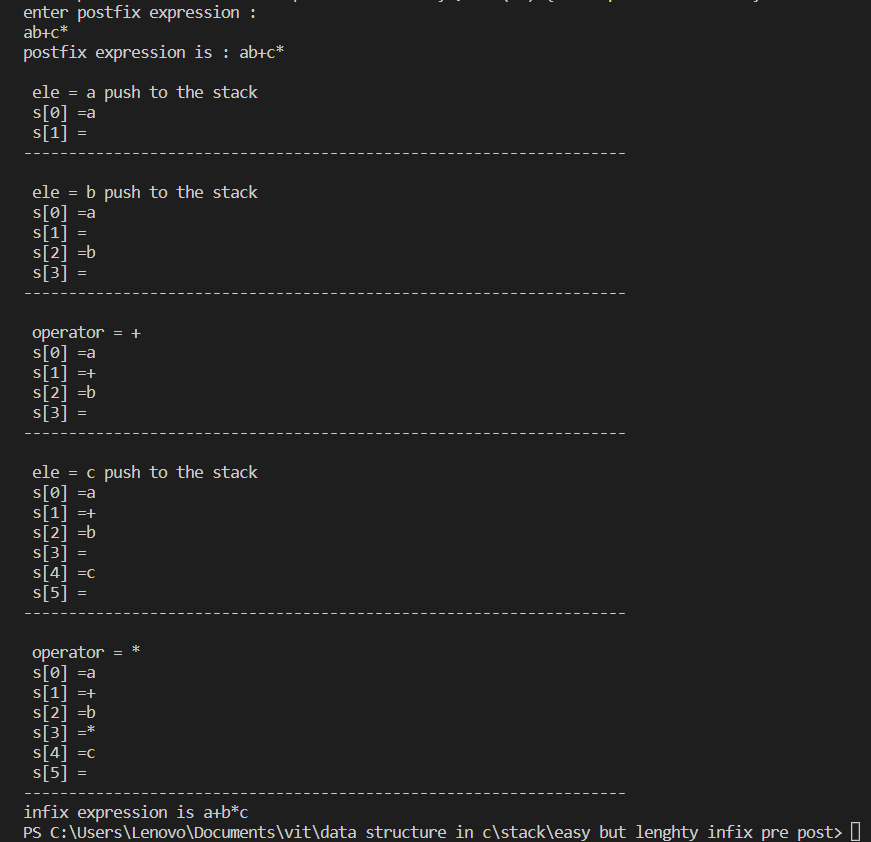 enter postfix expression :
ab+c*
postfix expression is : ab+c*
ele = a push to the stack
s[0] =a
s[1] =
-------------------------------------------------------------------
ele = b push to the stack
s[0] =a
s[1] =
s[2] =b
s[3] =
-------------------------------------------------------------------
operator = +
s[0] =a
s[1] =+
s[2] =b
s[3] =
-------------------------------------------------------------------
ele = c push to the stack
s[0] =a
s[1] =+
s[2] =b
s[3] =
s[4] =c
s[5] =
-------------------------------------------------------------------
operator = *
s[0] =a
s[1] =+
s[2] =b
s[3] =*
s[4] =c
s[5] =
-------------------------------------------------------------------
infix expression is a+b*c
PS C:\Users\Lenovo\Documents\vit\data structure in c\stack\easy but lenghty infix pre post>